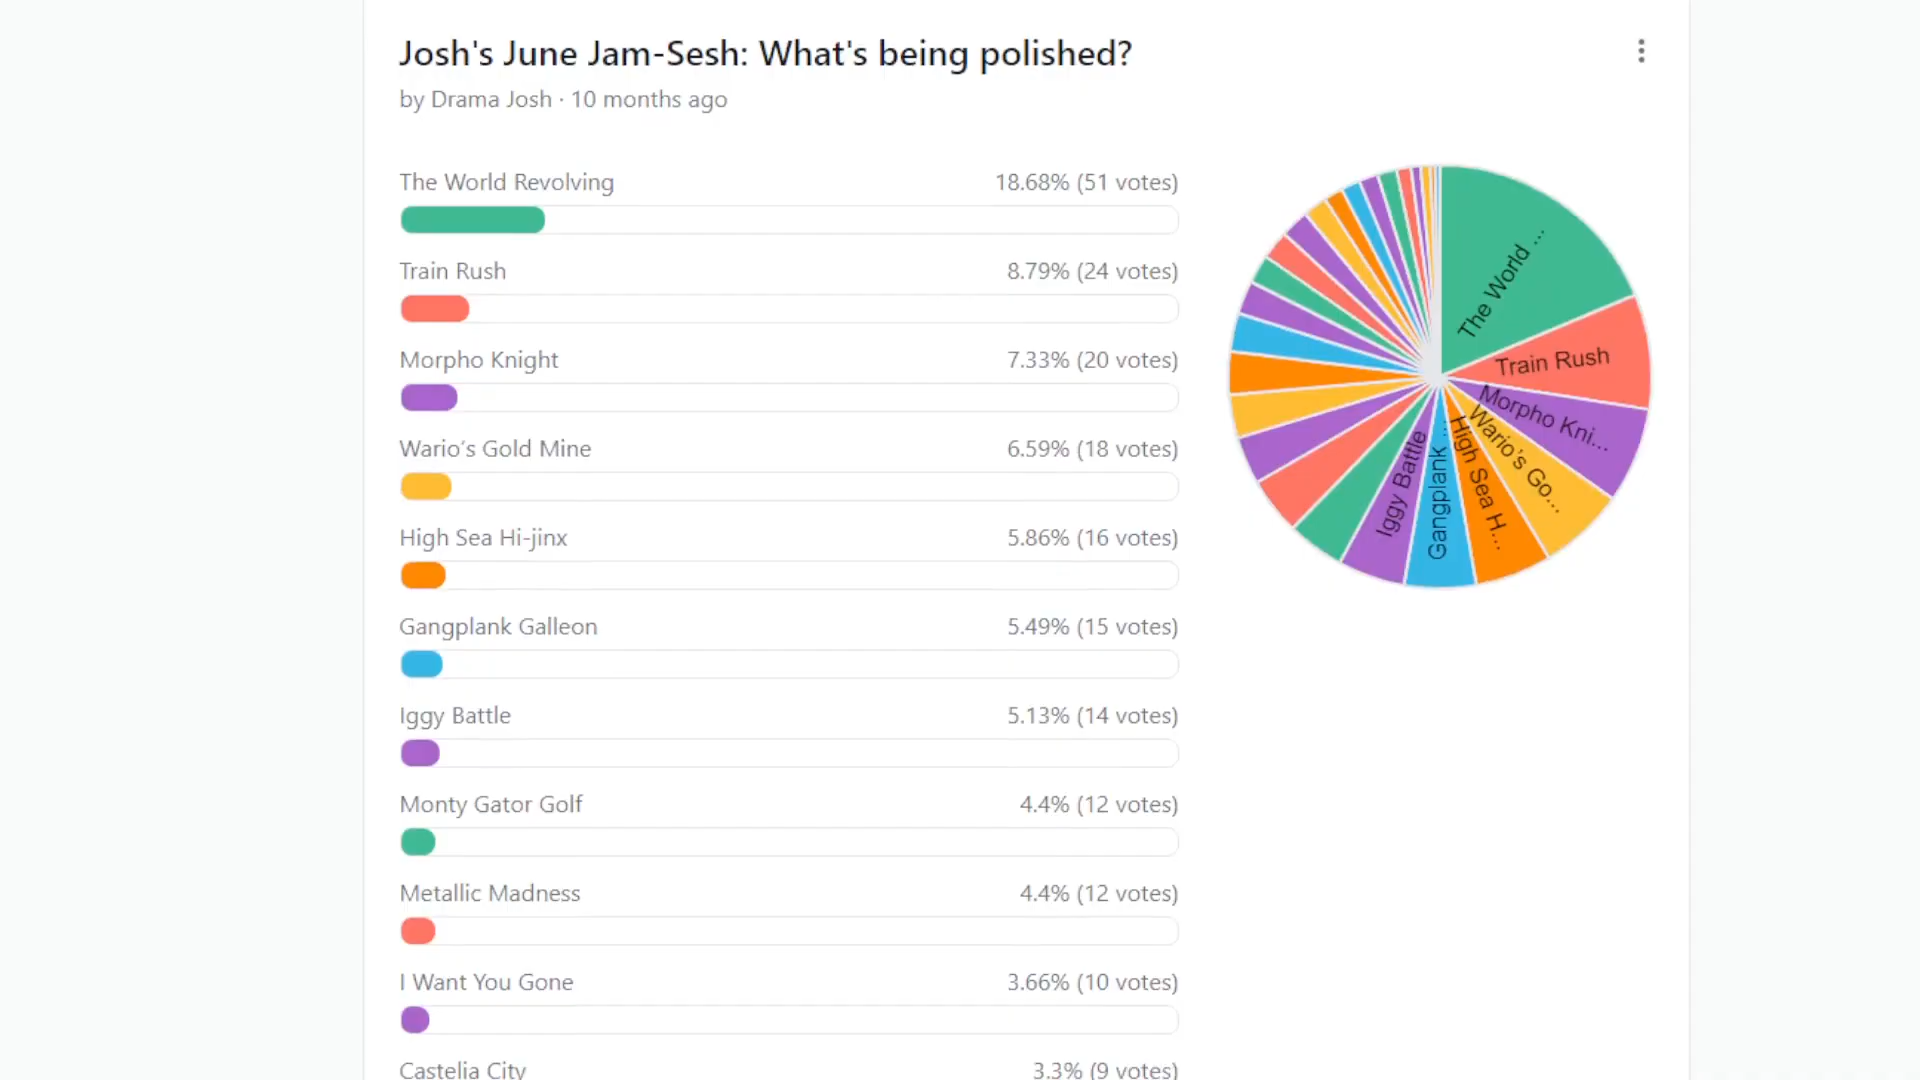 Josh's June Jam-Sesh: What's being polished?
by Drama Josh · 10 months ago
The World Revolving 18.68% (51 votes)
Train Rush 8.79% (24 votes)
Morpho Knight 7.33% (20 votes)
Wario's Gold Mine 6.59% (18 votes)
High Sea Hi-jinx 5.86% (16 votes)
Gangplank Galleon 5.49% (15 votes)
Iggy Battle 5.13% (14 votes)
Monty Gator Golf 4.4% (12 votes)
Metallic Madness 4.4% (12 votes)
I Want You Gone 3.66% (10 votes)
Castelia City 3.3% (9 votes)
The World ...
Train Rush
Morpho Kni...
Wario's Go...
High Sea H...
Gangplank ...
Iggy Battle